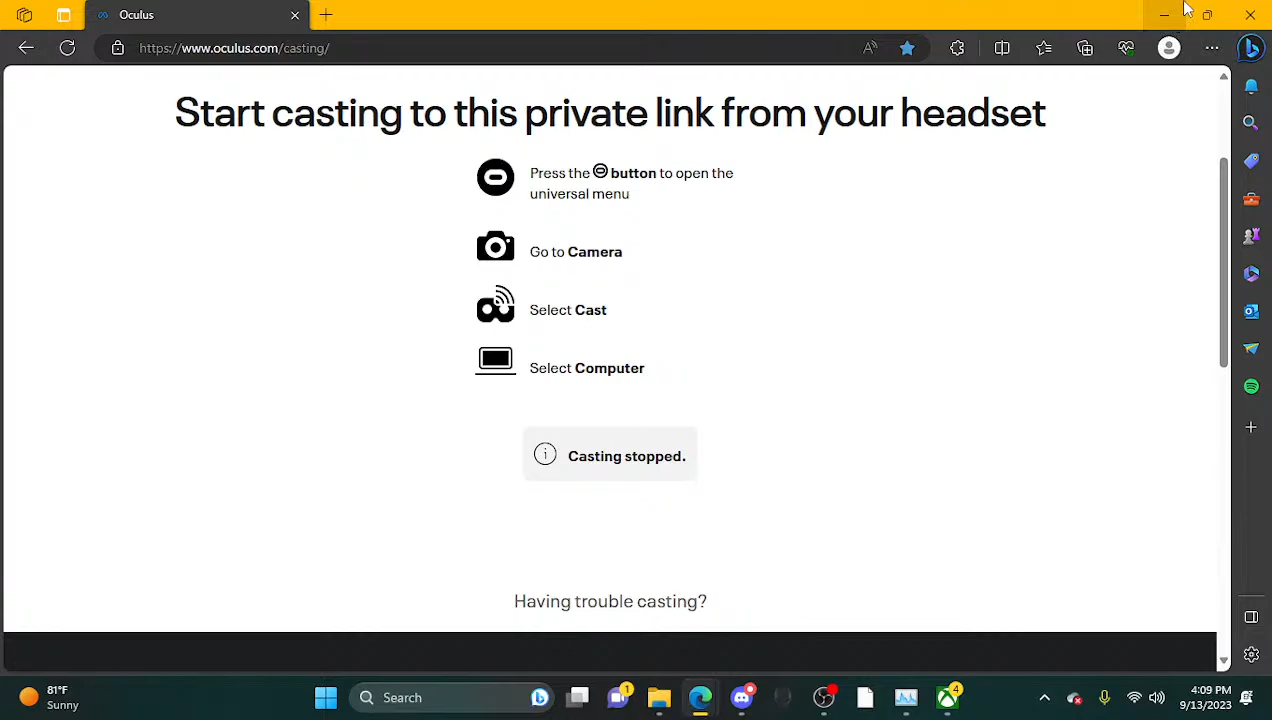 Oculus
https://www.oculus.com/casting/
Start casting to this private link from your headset
Press the button to open the
universal menu
Go to Camera
Select Cast
Select Computer
Casting stopped.
Having trouble casting?
81°F
Sunny
Search
1
4
4:09 PM
9/13/2023